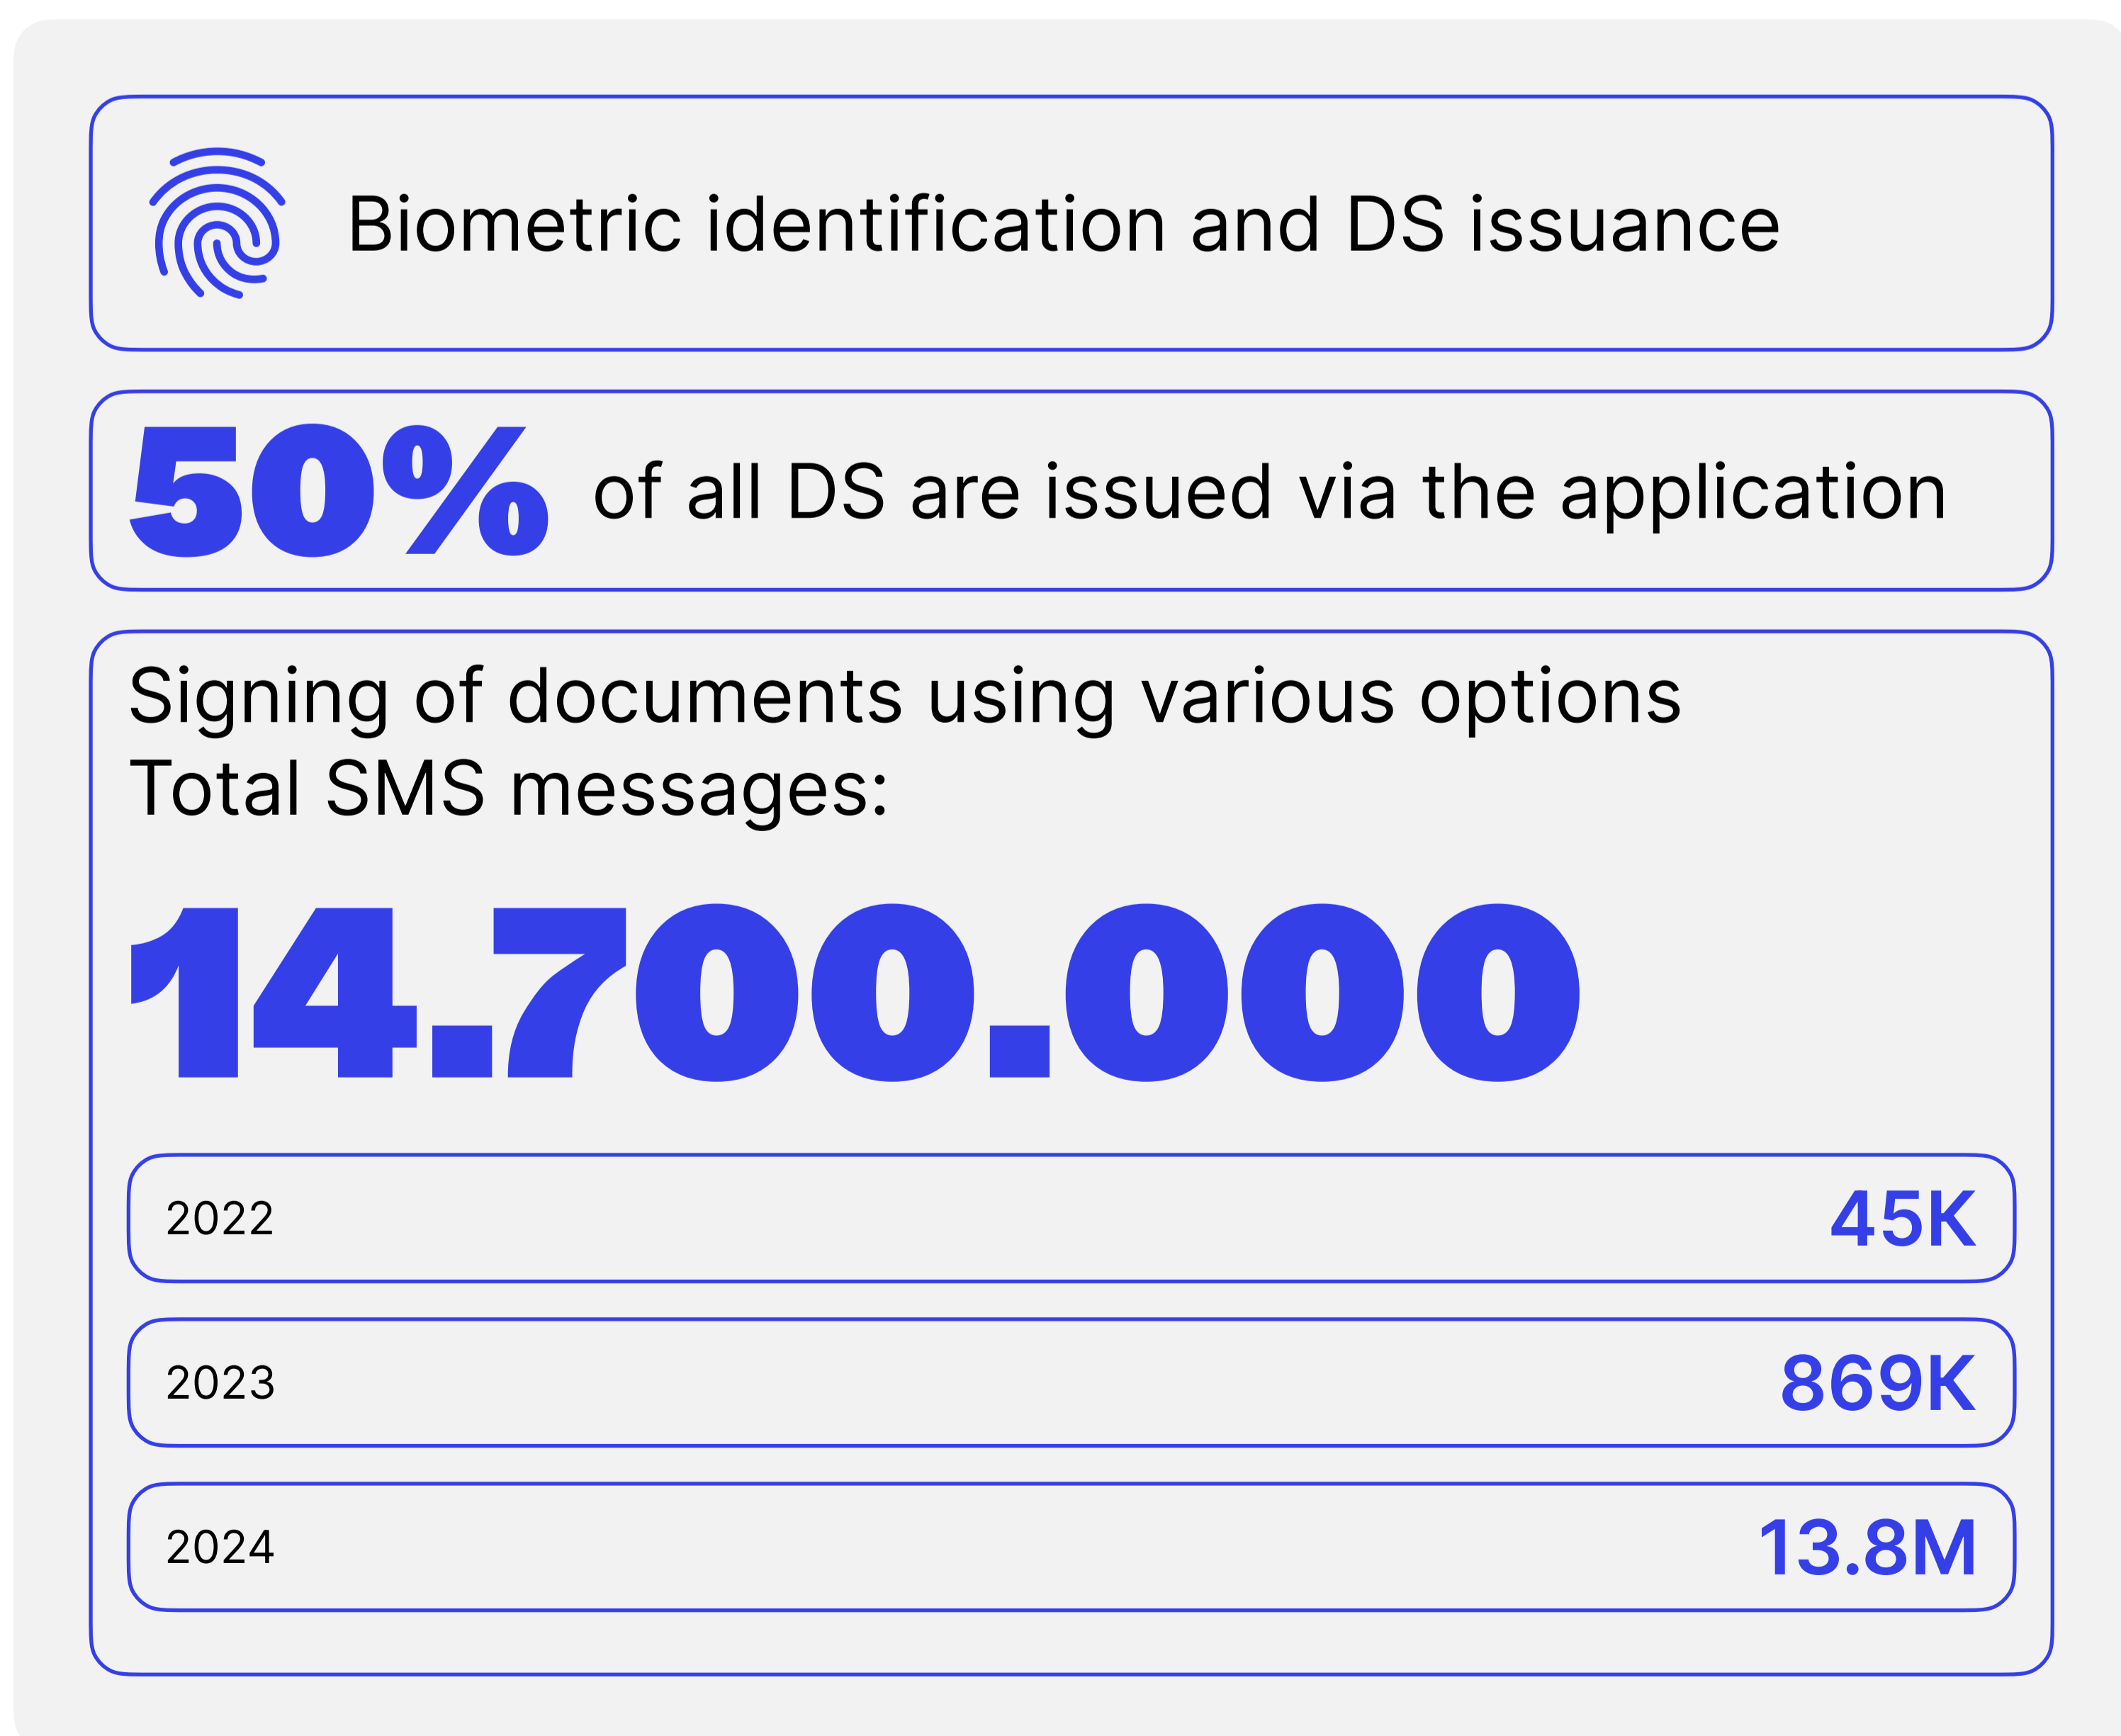 Biometric identification and DS issuance
50% of all DS are issued via the application
Signing of documents using various options
Total SMS messages:
14.700.000
2022 45K
2023 869K
2024 13.8M